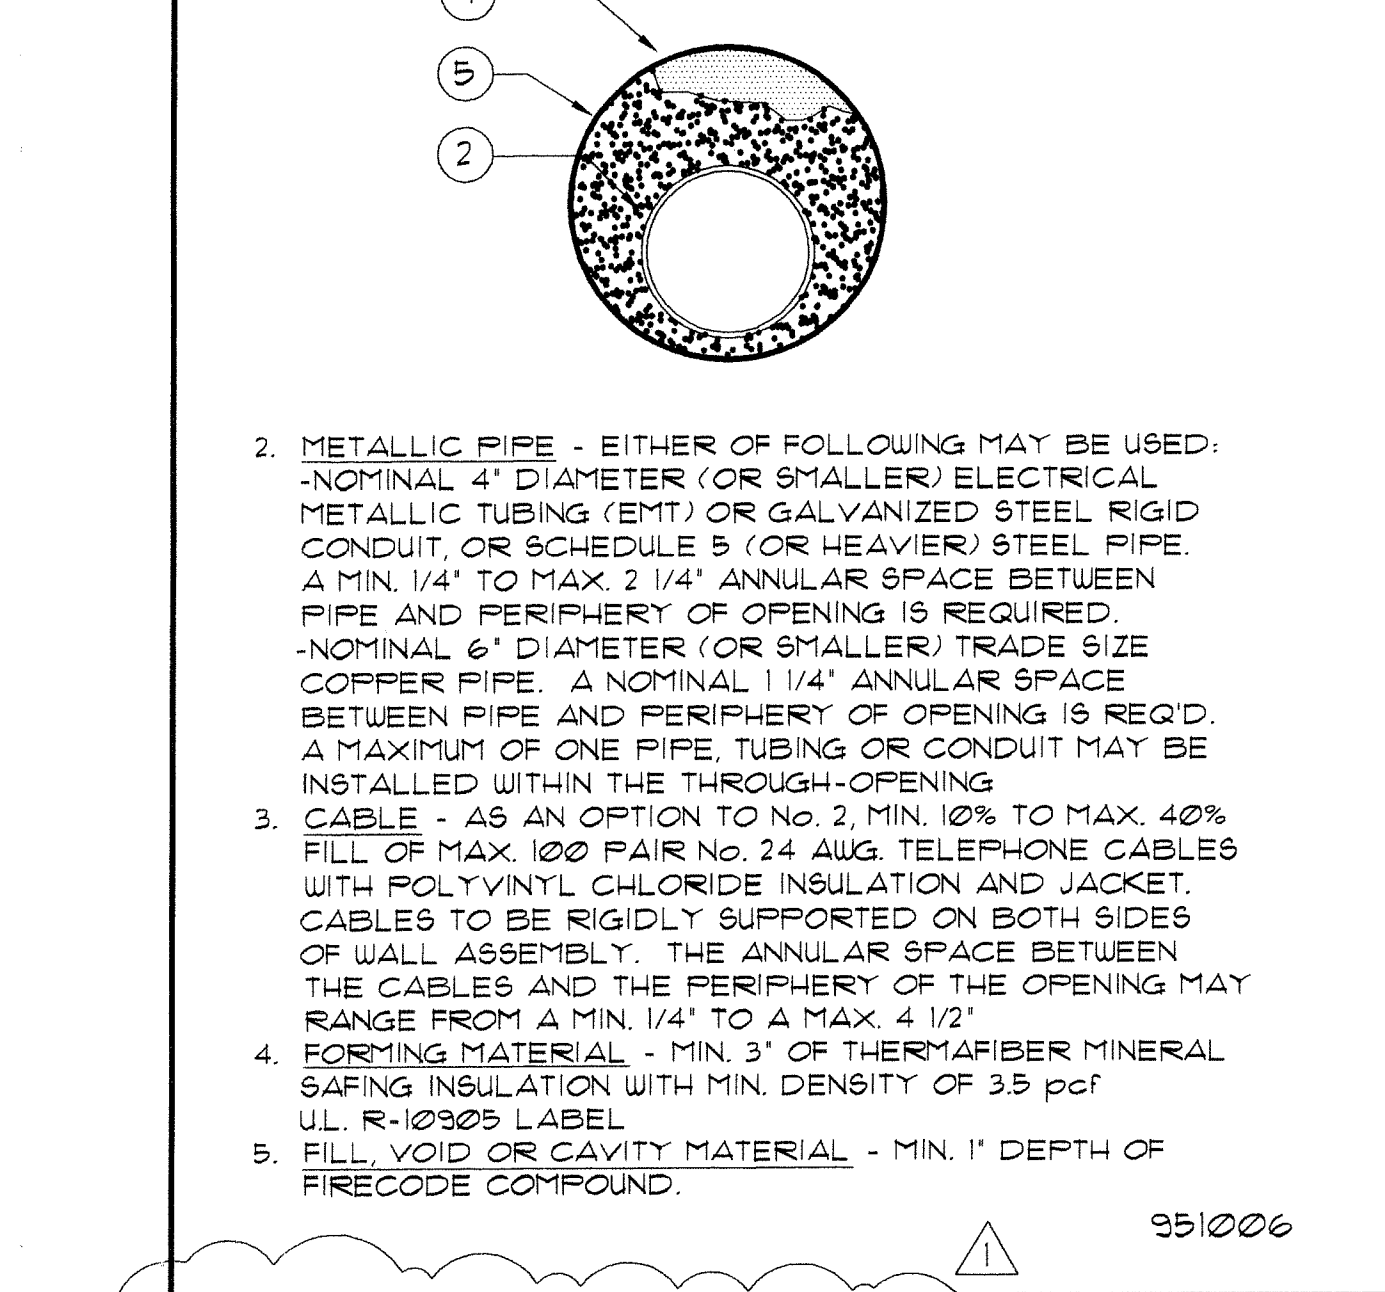 5
2
2. METALLIC PIPE - EITHER OF FOLLOWING MAY BE USED:
-NOMINAL 4" DIAMETER (OR SMALLER) ELECTRICAL
METALLIC TUBING (EMT) OR GALVANIZED STEEL RIGID
CONDUIT, OR SCHEDULE 5 (OR HEAVIER) STEEL PIPE.
A MIN. 1/4" TO MAX. 2 1/4" ANNULAR SPACE BETWEEN
PIPE AND PERIPHERY OF OPENING IS REQUIRED.
-NOMINAL 6" DIAMETER (OR SMALLER) TRADE SIZE
COPPER PIPE. A NOMINAL 1 1/4" ANNULAR SPACE
BETWEEN PIPE AND PERIPHERY OF OPENING IS REQ'D.
A MAXIMUM OF ONE PIPE, TUBING OR CONDUIT MAY BE
INSTALLED WITHIN THE THROUGH-OPENING
3. CABLE - AS AN OPTION TO No. 2, MIN. 10% TO MAX. 40%
FILL OF MAX. 100 PAIR No. 24 AWG. TELEPHONE CABLES
WITH POLYVINYL CHLORIDE INSULATION AND JACKET.
CABLES TO BE RIGIDLY SUPPORTED ON BOTH SIDES
OF WALL ASSEMBLY. THE ANNULAR SPACE BETWEEN
THE CABLES AND THE PERIPHERY OF THE OPENING MAY
RANGE FROM A MIN. 1/4" TO A MAX. 4 1/2"
4. FORMING MATERIAL - MIN. 3" OF THERMAFIBER MINERAL
SAFING INSULATION WITH MIN. DENSITY OF 3.5 pcf
U.L. R-10905 LABEL
5. FILL, VOID OR CAVITY MATERIAL - MIN. 1" DEPTH OF
FIRECODE COMPOUND.
951006
1